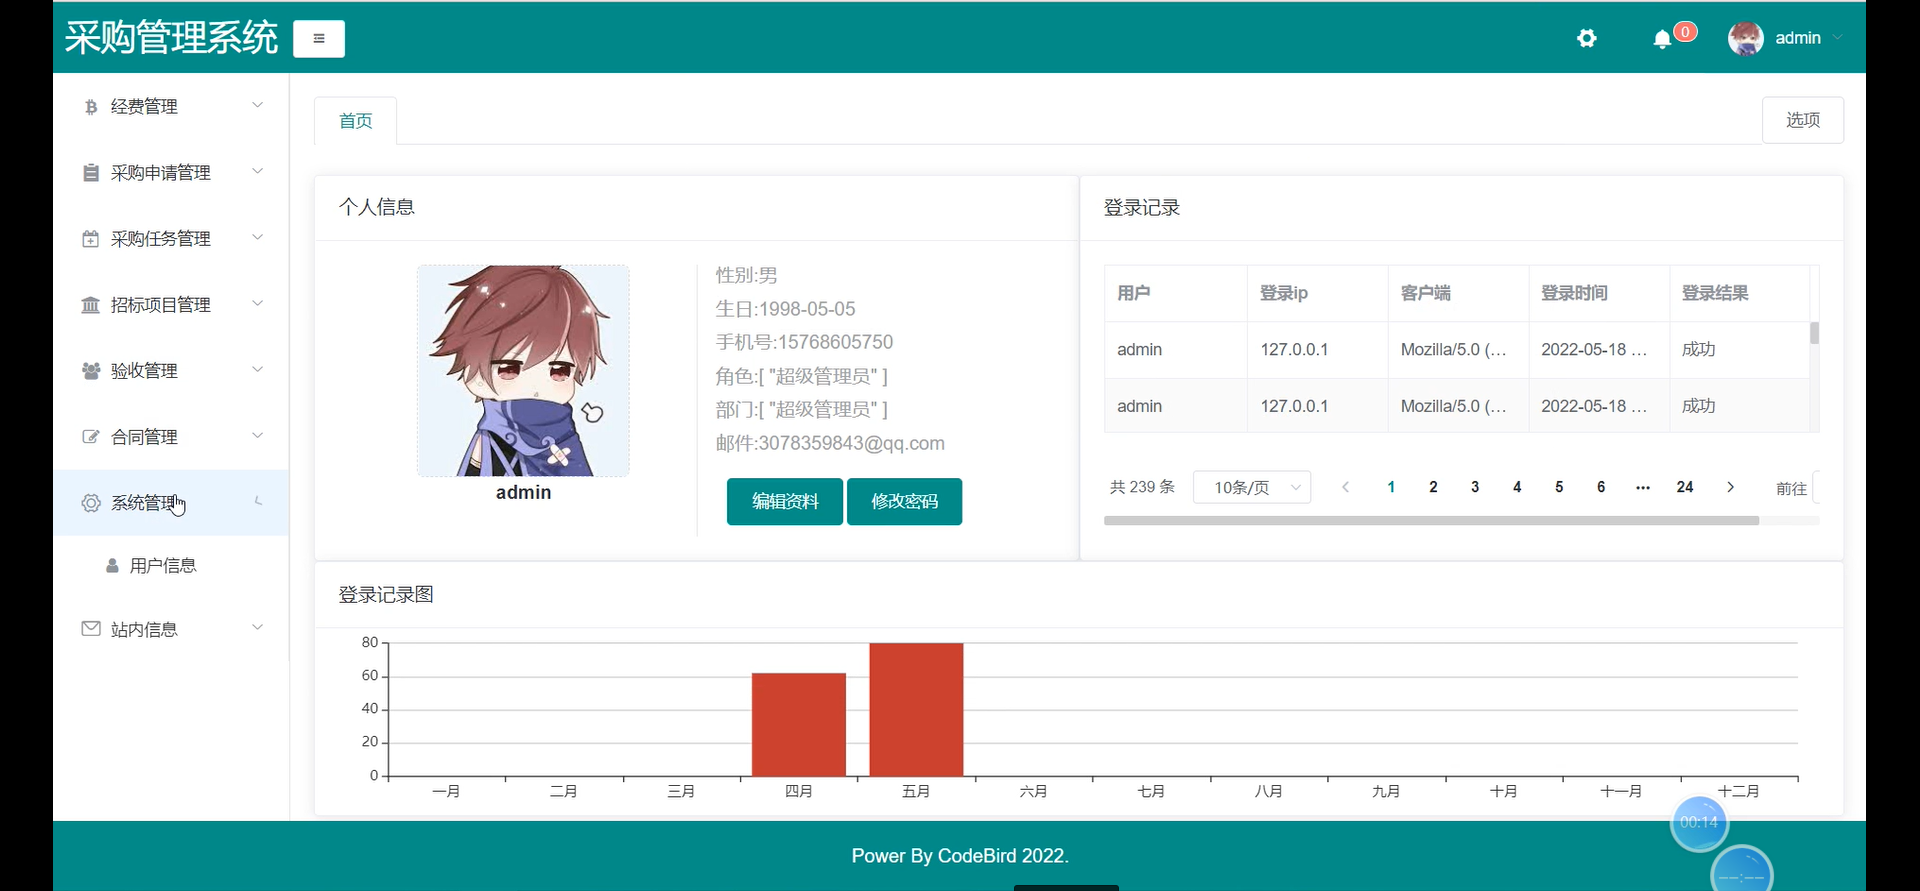 采购管理系统
0
admin
经费管理
采购申请管理
采购任务管理
招标项目管理
验收管理
合同管理
系统管理
用户信息
站内信息
首页
选项
个人信息
admin
性别:男
生日:1998-05-05
手机号:15768605750
角色:[ "超级管理员" ]
部门:[ "超级管理员" ]
邮件:3078359843@qq.com
编辑资料 修改密码
登录记录
用户 登录ip 客户端 登录时间 登录结果
admin 127.0.0.1 Mozilla/5.0 (... 2022-05-18 ... 成功
admin 127.0.0.1 Mozilla/5.0 (... 2022-05-18 ... 成功
共 239 条 10条/页 1 2 3 4 5 6 ... 24 前往
登录记录图
80
60
40
20
0
一月 二月 三月 四月 五月 六月 七月 八月 九月 十月 十一月 十二月
00:14
Power By CodeBird 2022.
--:--